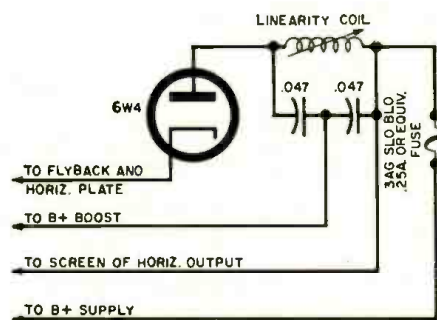 LINEARITY COIL
6W4
.047
.047
3AG SLO BLO
.25A. OR EQUIV.
FUSE
TO FLYBACK AND
HORIZ. PLATE
TO B+ BOOST
TO SCREEN OF HORIZ. OUTPUT
TO B+ SUPPLY